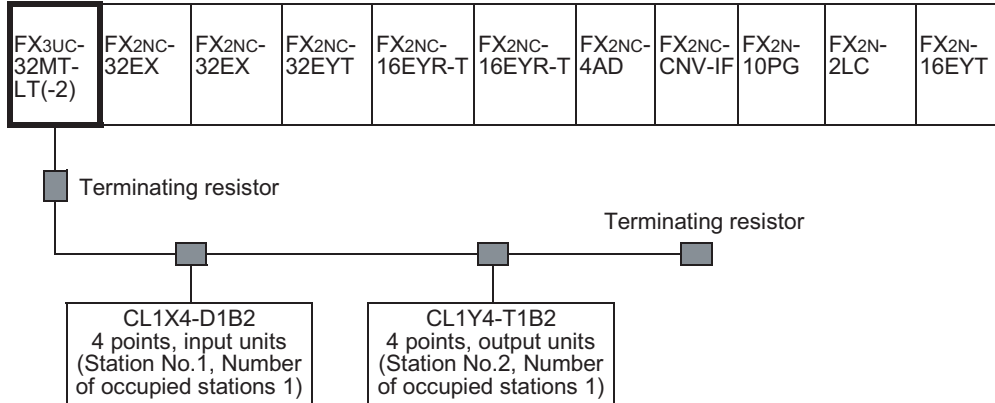 FX3UC-
32MT-
LT(-2)
FX2NC-
32EX
FX2NC-
32EX
FX2NC-
32EYT
FX2NC-
16EYR-T
FX2NC-
16EYR-T
FX2NC-
4AD
FX2NC-
CNV-IF
FX2N-
10PG
FX2N-
2LC
FX2N-
16EYT
Terminating resistor
Terminating resistor
CL1X4-D1B2
4 points, input units
(Station No.1, Number
of occupied stations 1)
CL1Y4-T1B2
4 points, output units
(Station No.2, Number
of occupied stations 1)